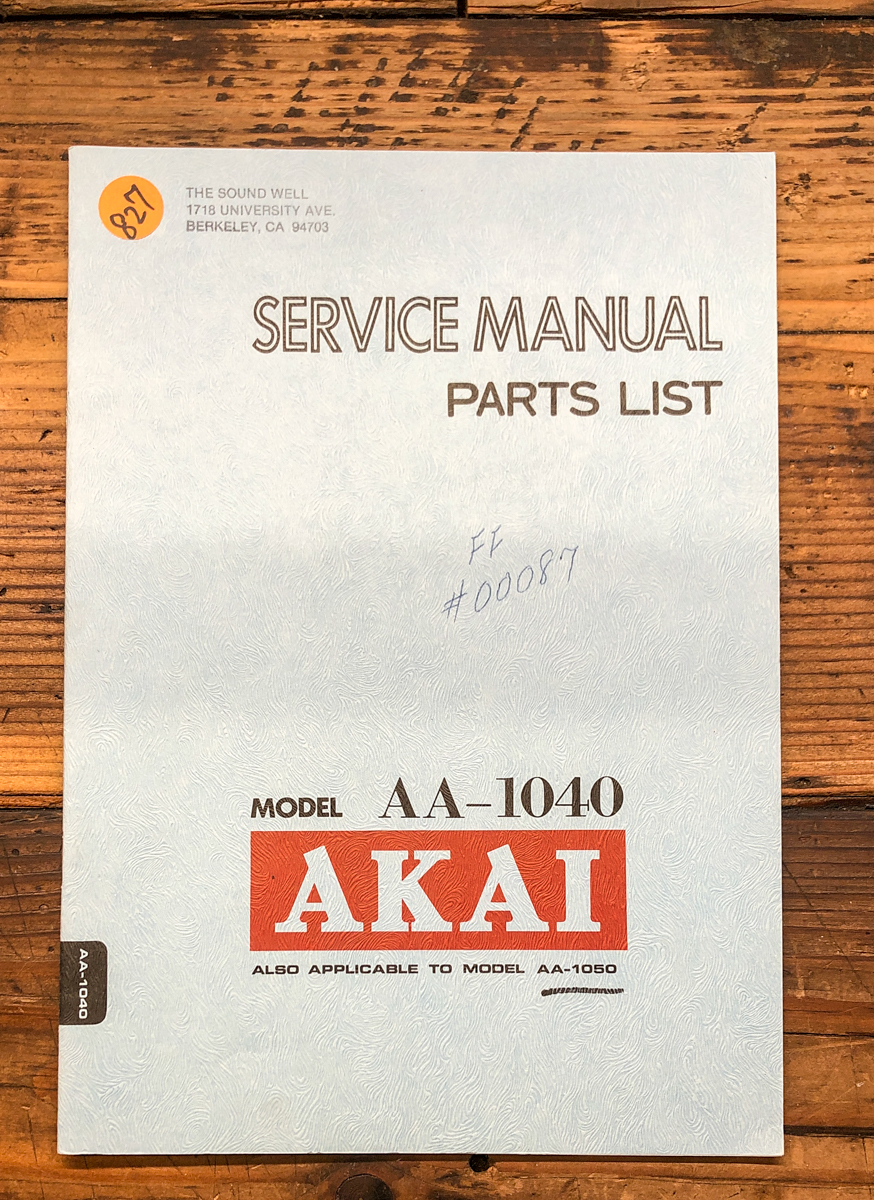 827
THE SOUND WELL
1718 UNIVERSITY AVE.
BERKELEY, CA 94703
SERVICE MANUAL
PARTS LIST
FF
#00087
MODEL AA-1040
AKAI
ALSO APPLICABLE TO MODEL AA-1050
AA-1040